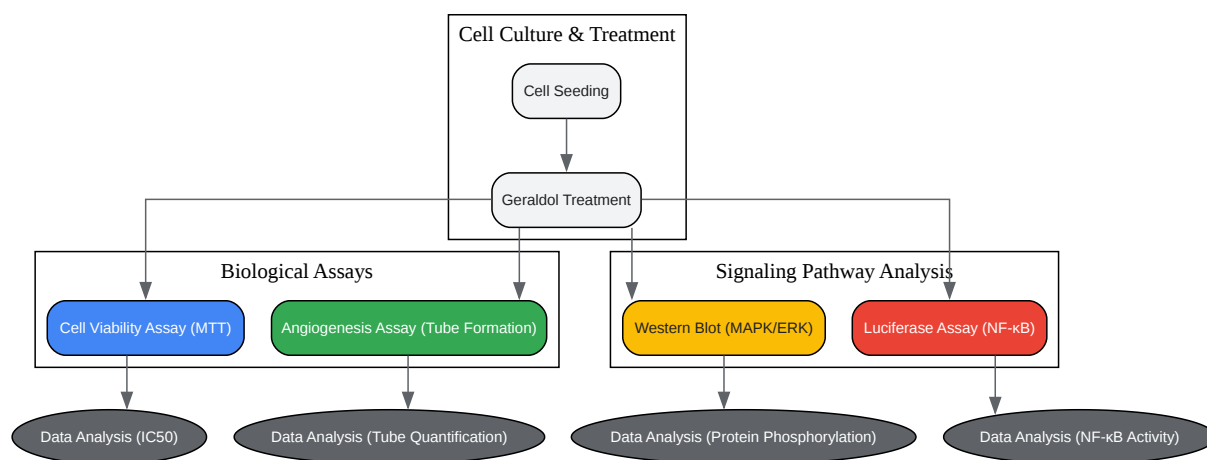 Cell Culture & Treatment
Cell Seeding
Geraldol Treatment
Biological Assays
Signaling Pathway Analysis
Cell Viability Assay (MTT)
Angiogenesis Assay (Tube Formation)
Western Blot (MAPK/ERK)
Luciferase Assay (NF-κB)
Data Analysis (IC50)
Data Analysis (Tube Quantification)
Data Analysis (Protein Phosphorylation)
Data Analysis (NF-κB Activity)